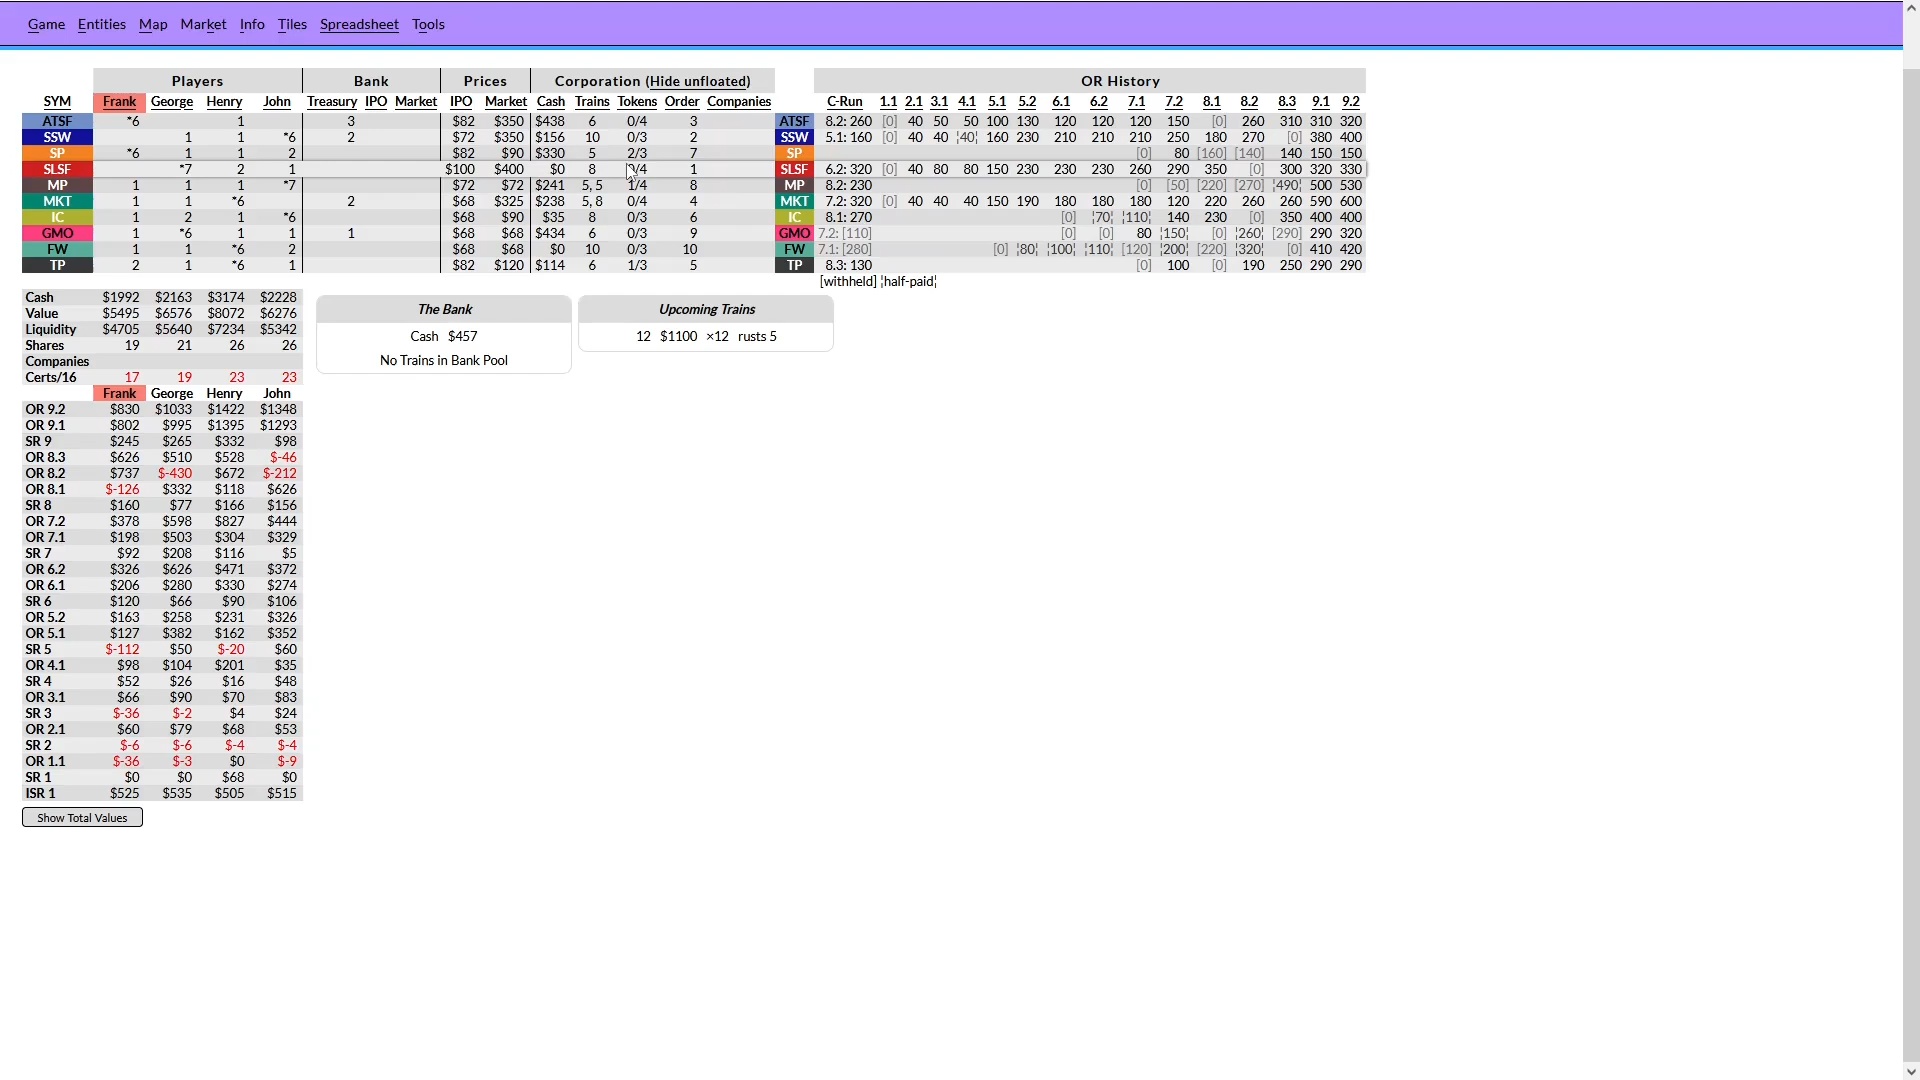 Game Entities Map Market Info Tiles Spreadsheet Tools
Players Bank Prices Corporation (Hide unfloated) OR History
SYM Frank George Henry John Treasury IPO Market IPO Market Cash Trains Tokens Order Companies C-Run 1.1 2.1 3.1 4.1 5.1 5.2 6.1 6.2 7.1 7.2 8.1 8.2 8.3 9.1 9.2
ATSF *6 1 3 $82 $350 $438 6 0/4 3 ATSF 8.2: 260 [0] 40 50 50 100 130 120 120 120 150 [0] 260 310 310 320
SSW 1 1 *6 2 $72 $350 $156 10 0/3 2 SSW 5.1: 160 [0] 40 40 ¦40¦ 160 230 210 210 210 250 180 270 [0] 380 400
SP *6 1 1 2 $82 $90 $330 5 2/3 7 SP [0] 80 [160] [140] 140 150 150
SLSF *7 2 1 $100 $400 $0 8 /4 1 SLSF 6.2: 320 [0] 40 80 80 150 230 230 230 260 290 350 [0] 300 320 330
MP 1 1 1 *7 $72 $72 $241 5, 5 1/4 8 MP 8.2: 230 [0] [50] [220] [270] ¦490¦ 500 530
MKT 1 1 *6 2 $68 $325 $238 5, 8 0/4 4 MKT 7.2: 320 [0] 40 40 40 150 190 180 180 180 120 220 260 260 590 600
IC 1 2 1 *6 $68 $90 $35 8 0/3 6 IC 8.1: 270 [0] ¦70¦ ¦110¦ 140 230 [0] 350 400 400
GMO 1 *6 1 1 1 $68 $68 $434 6 0/3 9 GMO 7.2: [110] [0] [0] 80 ¦150¦ [0] ¦260¦ [290] 290 320
FW 1 1 *6 2 $68 $68 $0 10 0/3 10 FW 7.1: [280] [0] ¦80¦ ¦100¦ ¦110¦ [120] ¦200¦ [220] ¦320¦ [0] 410 420
TP 2 1 *6 1 $82 $120 $114 6 1/3 5 TP 8.3: 130 [0] 100 [0] 190 250 290 290
[withheld] ¦half-paid¦
Cash $1992 $2163 $3174 $2228
Value $5495 $6576 $8072 $6276
Liquidity $4705 $5640 $7234 $5342
Shares 19 21 26 26
Companies
Certs/16 17 19 23 23
The Bank
Cash $457
No Trains in Bank Pool
Upcoming Trains
12 $1100 ×12 rusts 5
Frank George Henry John
OR 9.2 $830 $1033 $1422 $1348
OR 9.1 $802 $995 $1395 $1293
SR 9 $245 $265 $332 $98
OR 8.3 $626 $510 $528 $-46
OR 8.2 $737 $-430 $672 $-212
OR 8.1 $-126 $332 $118 $626
SR 8 $160 $77 $166 $156
OR 7.2 $378 $598 $827 $444
OR 7.1 $198 $503 $304 $329
SR 7 $92 $208 $116 $5
OR 6.2 $326 $626 $471 $372
OR 6.1 $206 $280 $330 $274
SR 6 $120 $66 $90 $106
OR 5.2 $163 $258 $231 $326
OR 5.1 $127 $382 $162 $352
SR 5 $-112 $50 $-20 $60
OR 4.1 $98 $104 $201 $35
SR 4 $52 $26 $16 $48
OR 3.1 $66 $90 $70 $83
SR 3 $-36 $-2 $4 $24
OR 2.1 $60 $79 $68 $53
SR 2 $-6 $-6 $-4 $-4
OR 1.1 $-36 $-3 $0 $-9
SR 1 $0 $0 $68 $0
ISR 1 $525 $535 $505 $515
Show Total Values